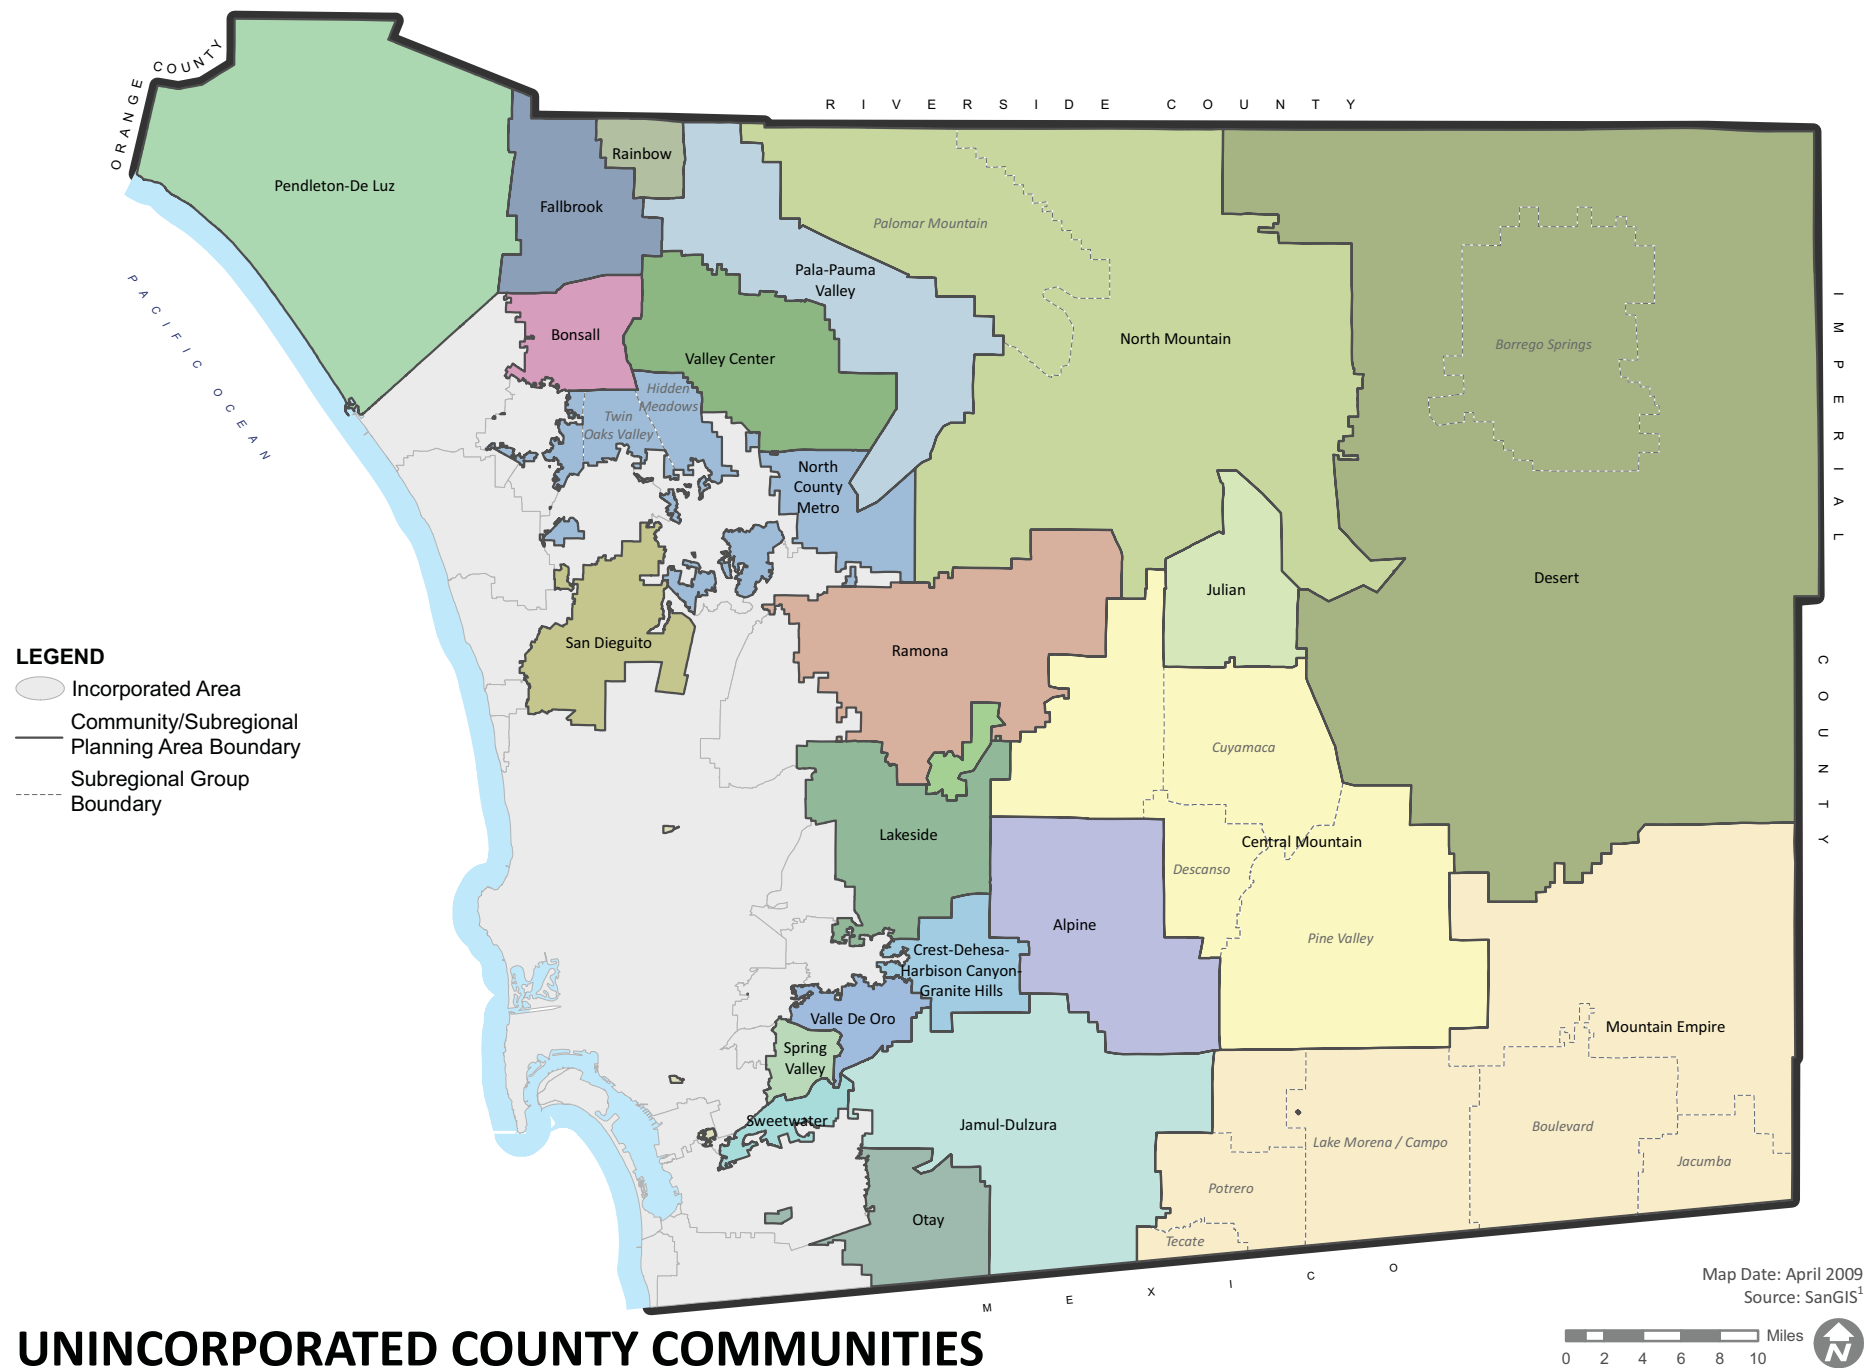 ORANGE COUNTY
RIVERSIDE COUNTY
Rainbow
Pendleton-De Luz
Fallbrook
Palomar Mountain
Pala-Pauma
Valley
PACIFIC OCEAN
IMPERIAL COUNTY
Bonsall
North Mountain
Borrego Springs
Valley Center
Hidden
Meadows
Twin
Oaks Valley
North
County
Metro
Desert
Julian
San Dieguito
Ramona
LEGEND
Incorporated Area
Community/Subregional
Planning Area Boundary
Subregional Group
Boundary
Cuyamaca
Lakeside
Central Mountain
Descanso
Alpine
Pine Valley
Crest-Dehesa-
Harbison Canyon-
Granite Hills
Valle De Oro
Mountain Empire
Spring
Valley
Sweetwater
Jamul-Dulzura
Lake Morena / Campo
Boulevard
Jacumba
Potrero
Otay
Tecate
MEXICO
Map Date: April 2009
Source: SanGIS1
UNINCORPORATED COUNTY COMMUNITIES
Miles
0 2 4 6 8 10
N